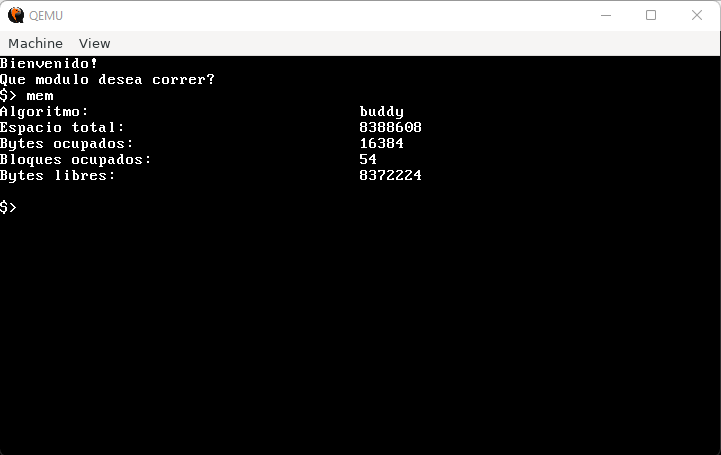 QEMU
Machine View
Bienvenido!
Que modulo desea correr?
$> mem
Algoritmo: buddy
Espacio total: 8388608
Bytes ocupados: 16384
Bloques ocupados: 54
Bytes libres: 8372224
$>